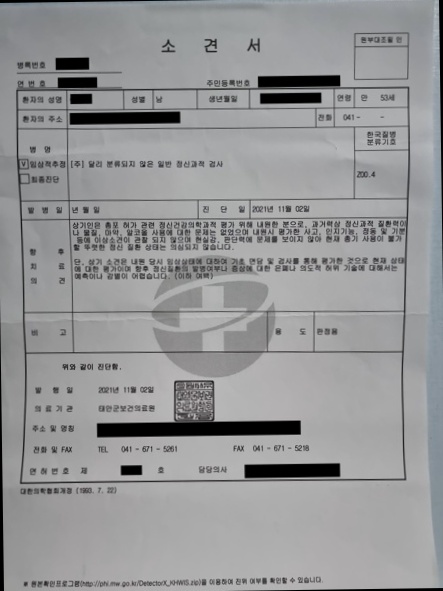 소 견 서
원부대조필 인
병록번호
연 번호
주민등록번호
환자의 성명
성별
남
생년월일
연령
만 53세
환자의 주소
전화
041- -
병 명
한국질병
분류기호
V 임상적추정
[주] 달리 분류되지 않은 일반 정신과적 검사
최종진단
Z00.4
발 병 일
년 월 일
진 단 일
2021년 11월 02일
향 후
치 료
의 견
상기인은 총포 허가 관련 정신건강의학과적 평가 위해 내원한 분으로, 과거력상 정신과적 질환력이
나 물질, 마약, 알코올 사용에 대한 문제는 없었으며 내원시 평가한 사고, 인지기능, 정동 및 기분
등에 이상소견이 관찰 되지 않으며 현실감, 판단력에 문제를 보이지 않아 현재 총기 사용이 불가
할 뚜렷한 정신 질환 상태는 의심되지 않습니다.
단, 상기 소견은 내원 당시 임상상태에 대하여 기초 면담 및 검사를 통해 평가한 것으로 현재 상태
에 대한 평가이며 향후 정신질환의 발병여부나 증상에 대한 은폐나 의도적 허위 기술에 대해서는
예측이나 감별이 어렵습니다. (이하 여백)
비 고
용 도
판정용
위와 같이 진단함.
발 행 일
2021년 11월 02일
의 료 기 관
태안군보건의료원
주소 및 명칭
전화 및 FAX
TEL 041 - 671 - 5261
FAX 041 - 671 - 5218
면 허 번 호 제
호
담당의사
대한의학협회개정 (1993. 7. 22)
※ 원본확인프로그램(http://phi.mw.go.kr/DetectorX_KHWIS.zip)을 이용하여 진위 여부를 확인할 수 있습니다.